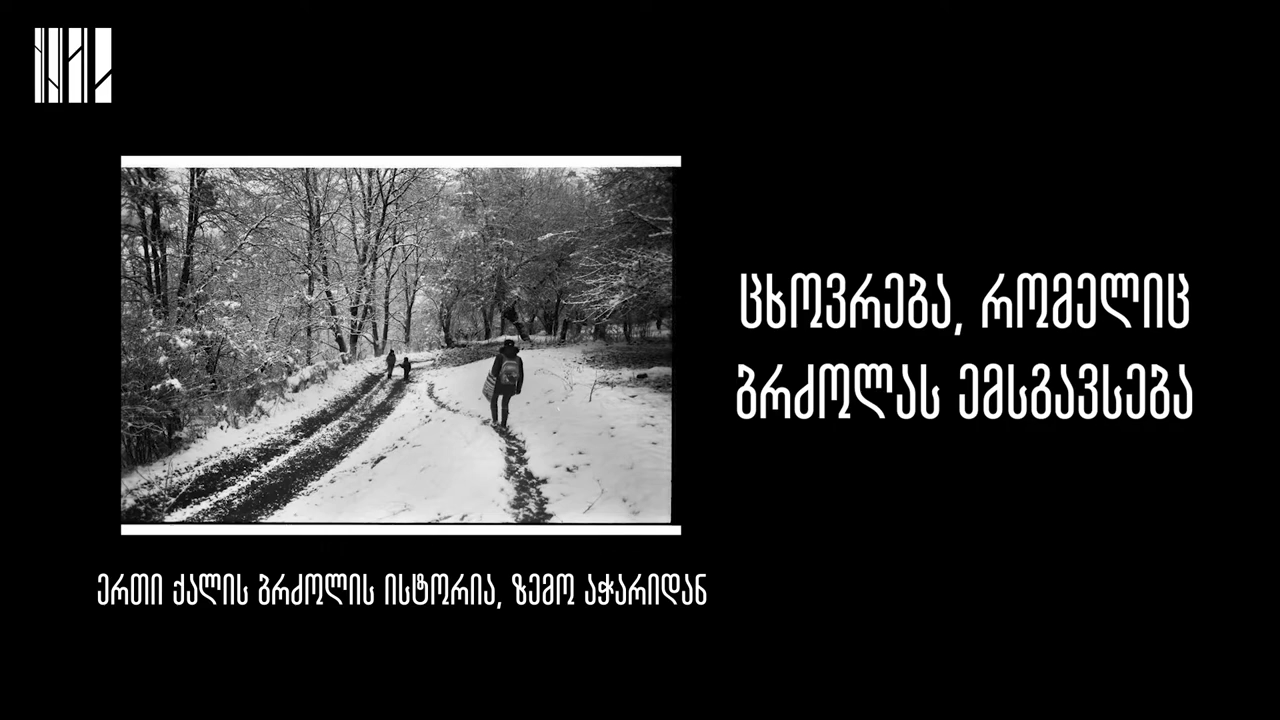 ცხოვრება, რომელიც
ბრძოლას ემსგავსება
ერთი ქალის ბრძოლის ისტორია, ზემო აჭარიდან